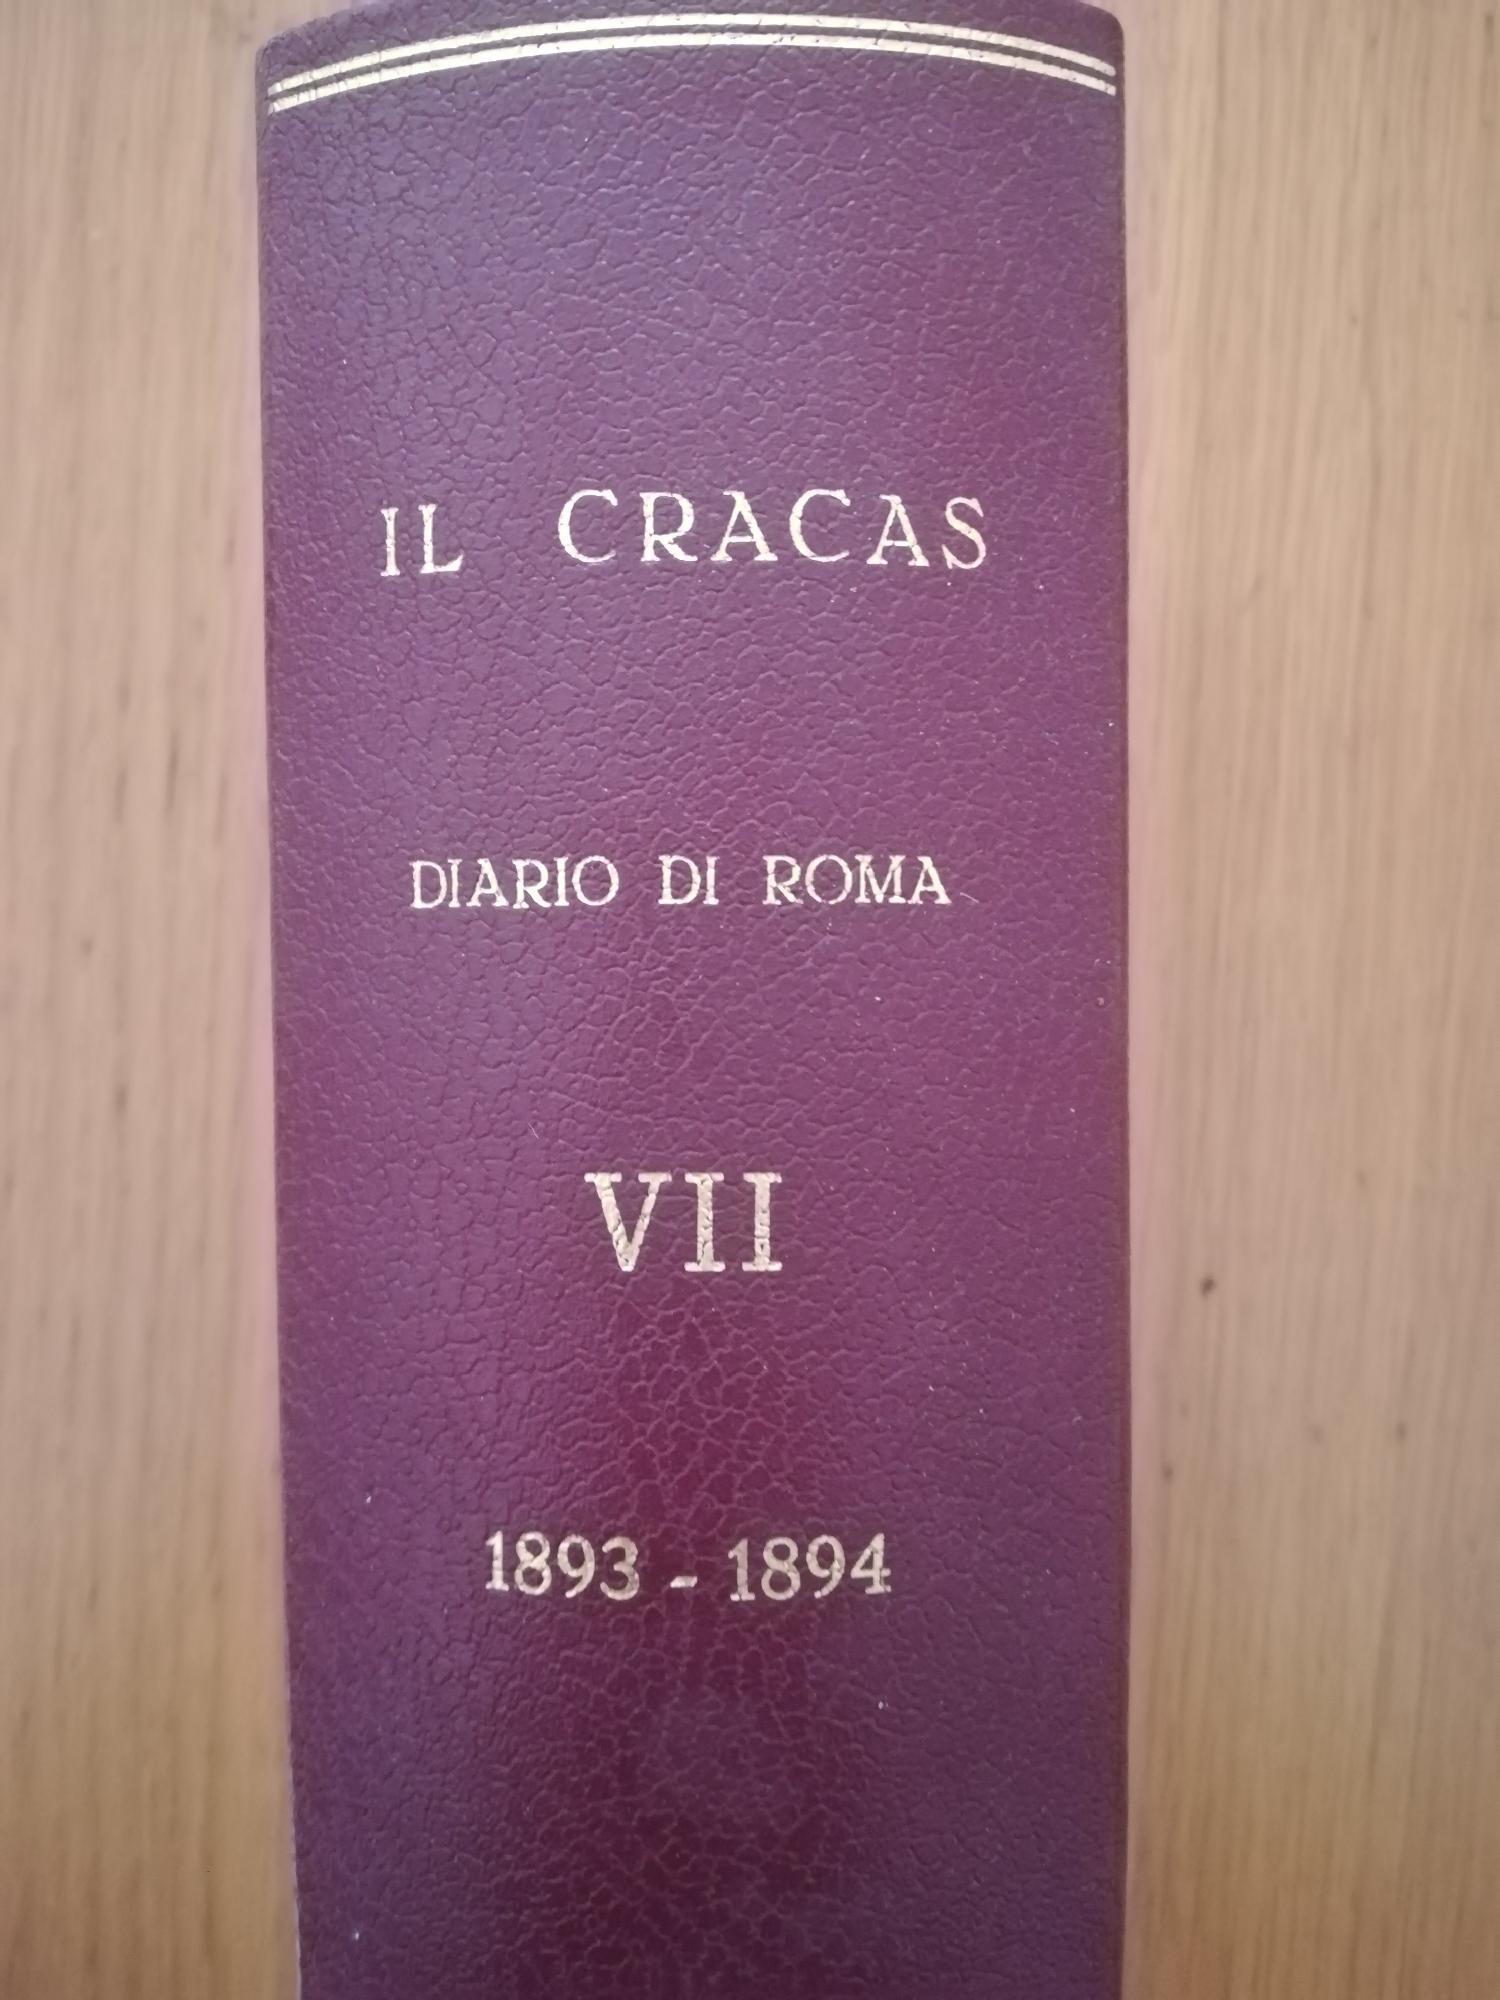 IL CRACAS
DIARIO DI ROMA
VII
1893 - 1894